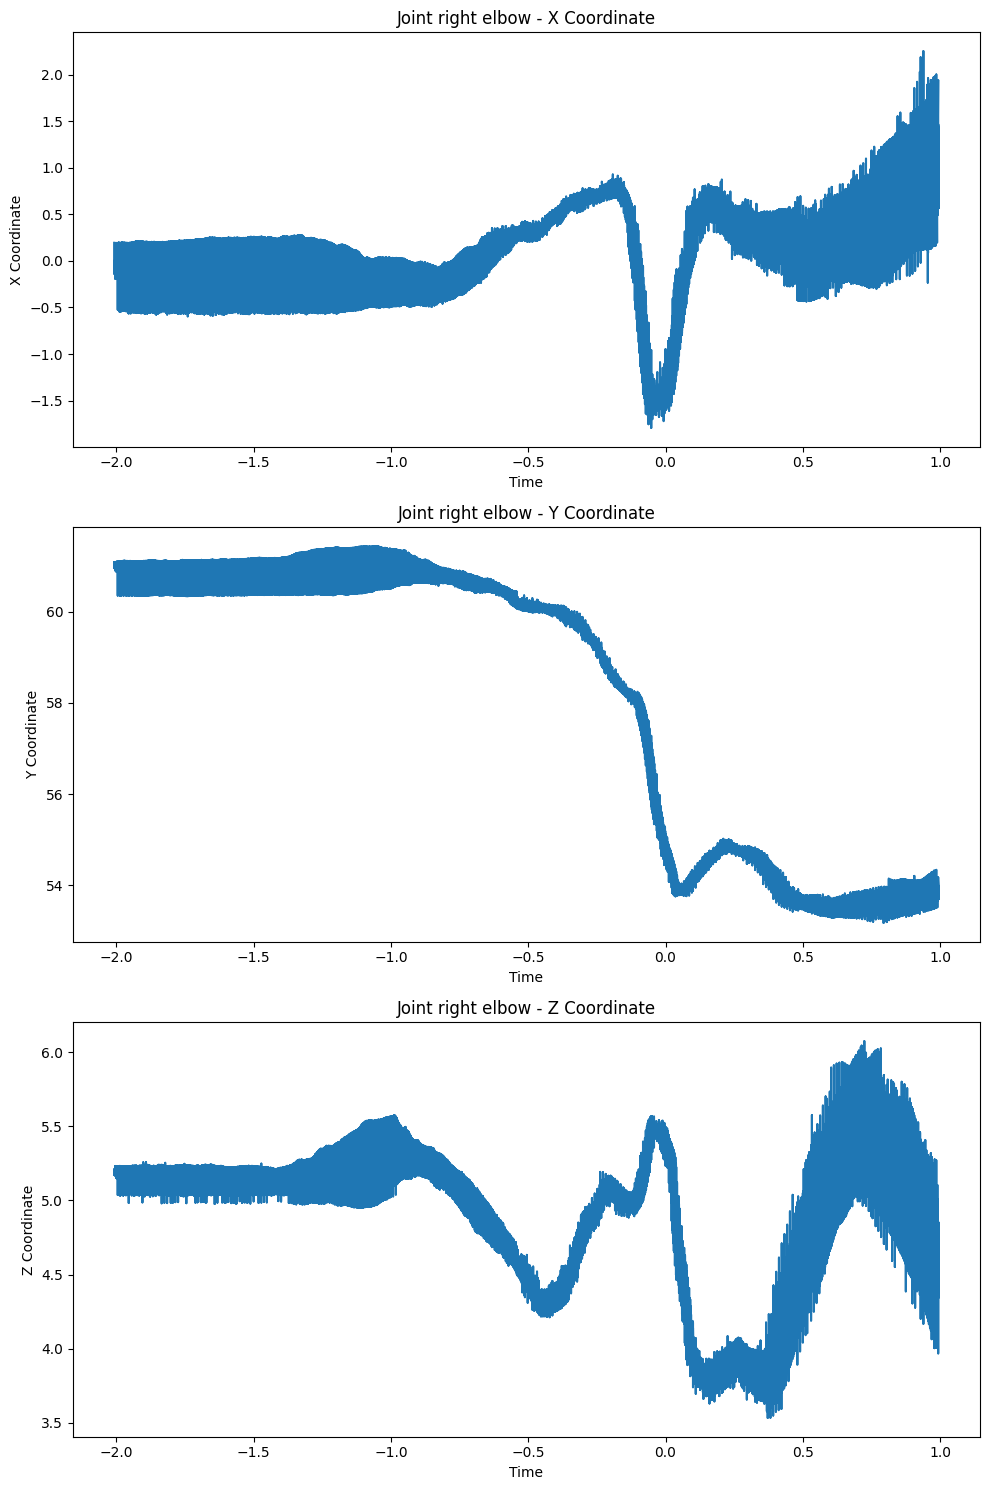 Joint right elbow - X Coordinate
2.0
1.5
1.0
0.5
0.0
−0.5
−1.0
−1.5
X Coordinate
−2.0 −1.5 −1.0 −0.5 0.0 0.5 1.0
Time
Joint right elbow - Y Coordinate
60
58
56
54
Y Coordinate
−2.0 −1.5 −1.0 −0.5 0.0 0.5 1.0
Time
Joint right elbow - Z Coordinate
6.0
5.5
5.0
4.5
4.0
3.5
Z Coordinate
−2.0 −1.5 −1.0 −0.5 0.0 0.5 1.0
Time